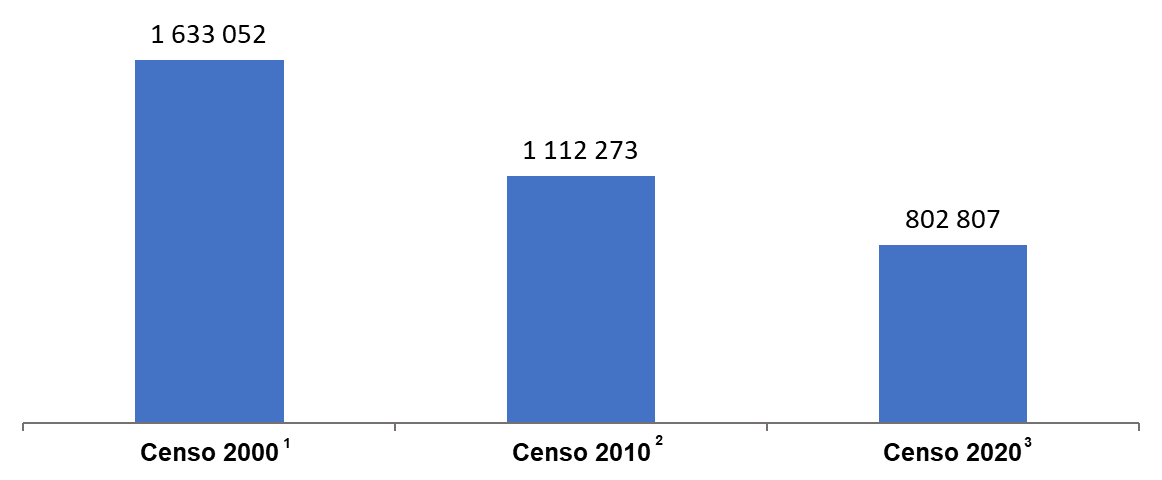 1 633 052
1 112 273
802 807
Censo 2000 ¹
Censo 2010 ²
Censo 2020 ³